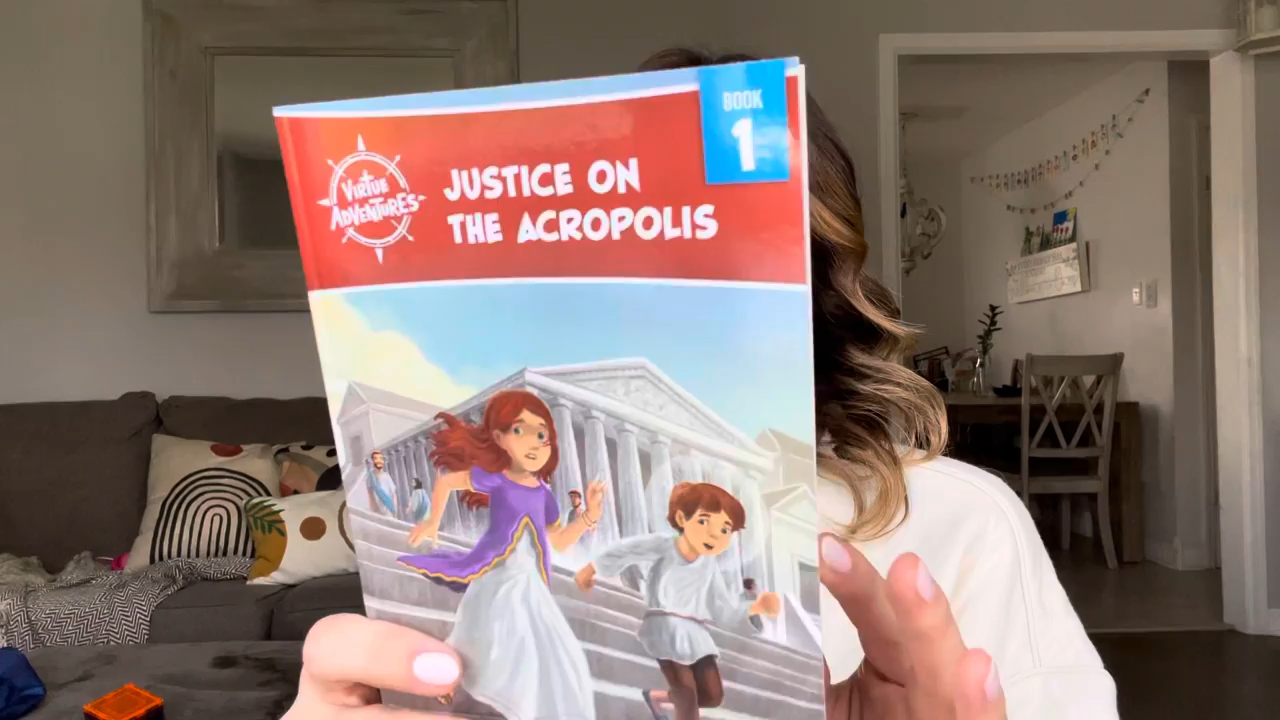 BOOK
1
VIRTUE
ADVENTURES
JUSTICE ON
THE ACROPOLIS